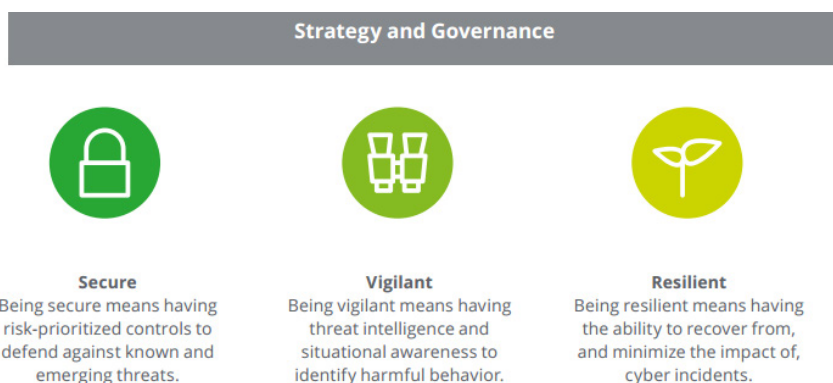 Strategy and Governance
Secure
Being secure means having
risk-prioritized controls to
defend against known and
emerging threats.
Vigilant
Being vigilant means having
threat intelligence and
situational awareness to
identify harmful behavior.
Resilient
Being resilient means having
the ability to recover from,
and minimize the impact of,
cyber incidents.